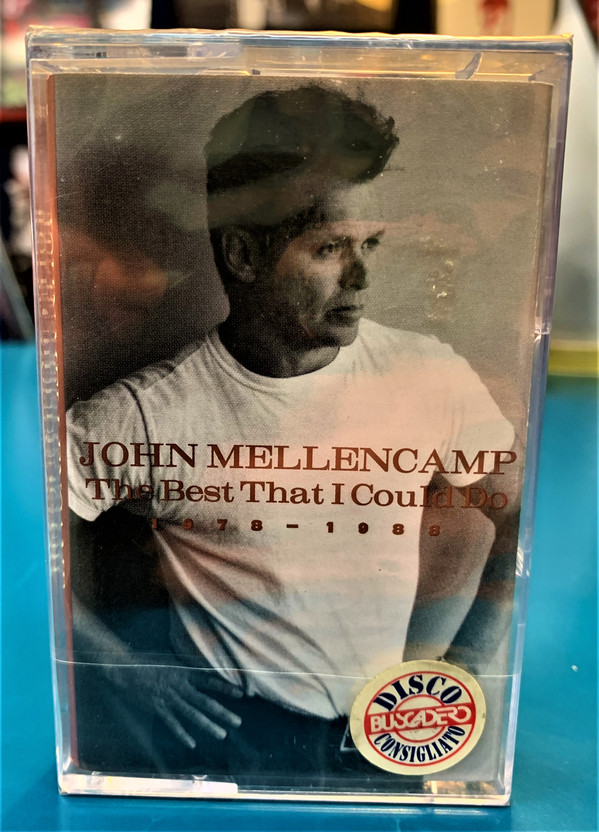 JOHN MELLENCAMP
The Best That I Could Do
1978 - 1988
DISCO
BUSCADERO
CONSIGLIATO